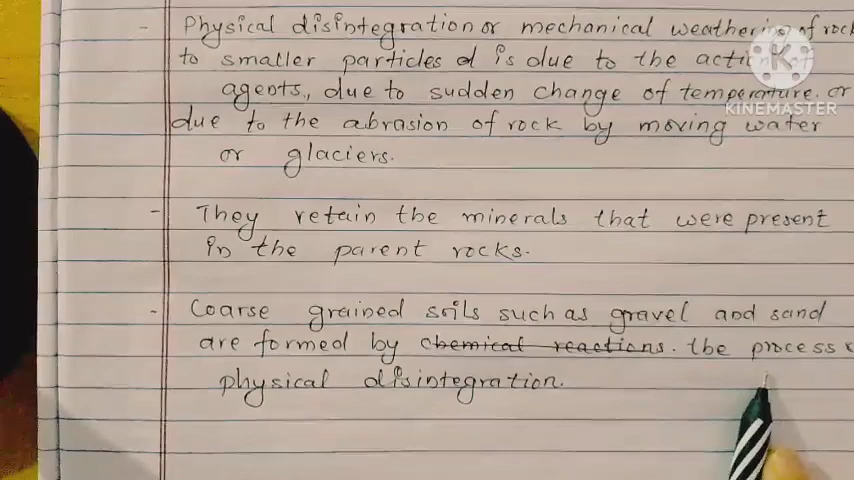 - Physical disintegration or mechanical weathering of rock
to smaller particles d is due to the action of
agents, due to sudden change of temperature. or
due to the abrasion of rock by moving water
or glaciers.
- They retain the minerals that were present
in the parent rocks.
- Coarse grained soils such as gravel and sand
are formed by chemical reactions. the process
physical disintegration.
K
KINEMASTER